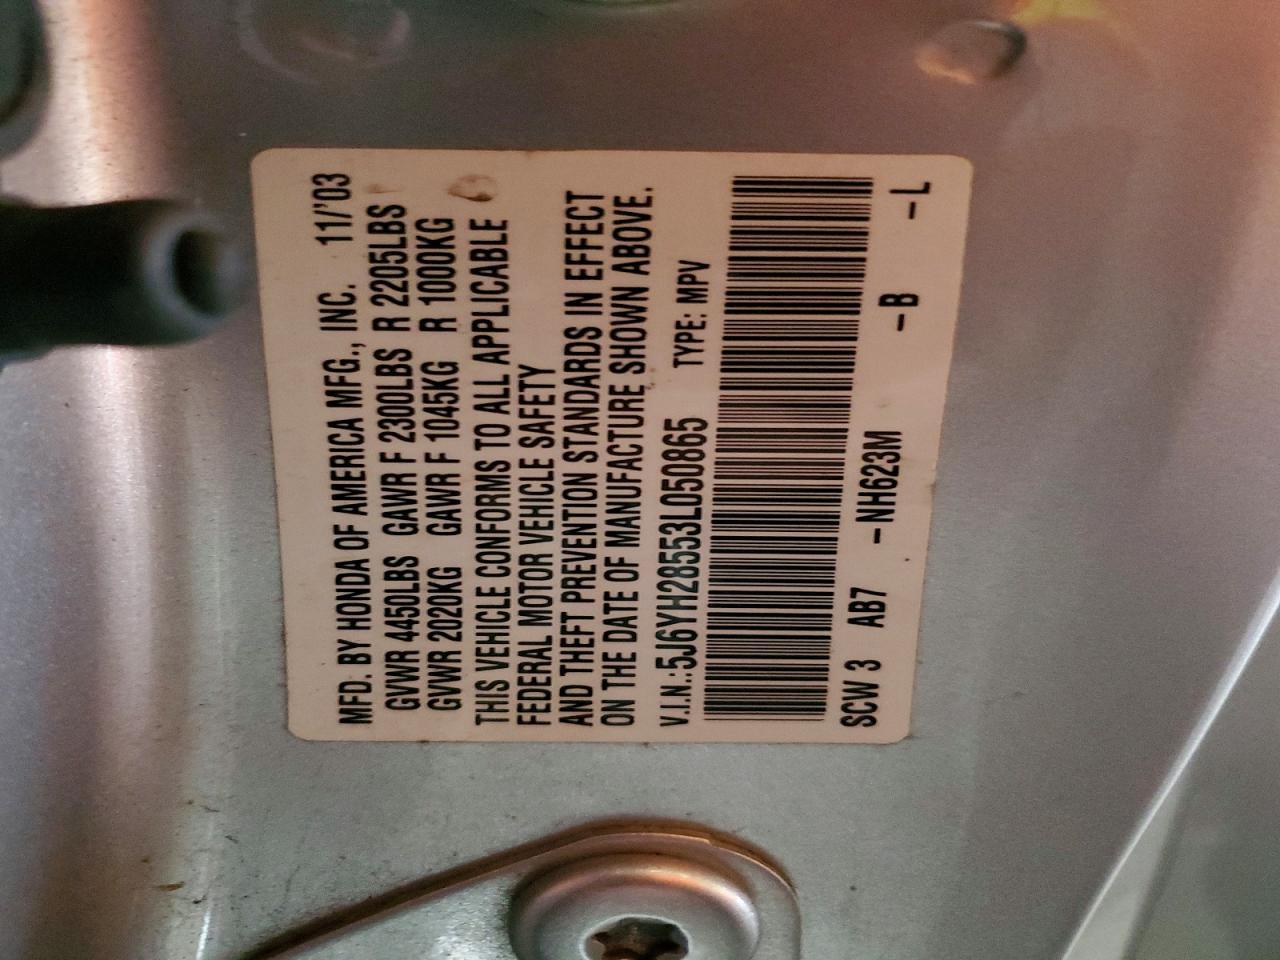 MFD. BY HONDA OF AMERICA MFG., INC. 11/'03
GVWR 4450LBS GAWR F 2300LBS R 2205LBS
GVWR 2020KG GAWR F 1045KG R 1000KG
THIS VEHICLE CONFORMS TO ALL APPLICABLE
FEDERAL MOTOR VEHICLE SAFETY
AND THEFT PREVENTION STANDARDS IN EFFECT
ON THE DATE OF MANUFACTURE SHOWN ABOVE.
V.I.N.:5J6YH28553L050865 TYPE: MPV
SCW 3 AB7 -NH623M -B -L